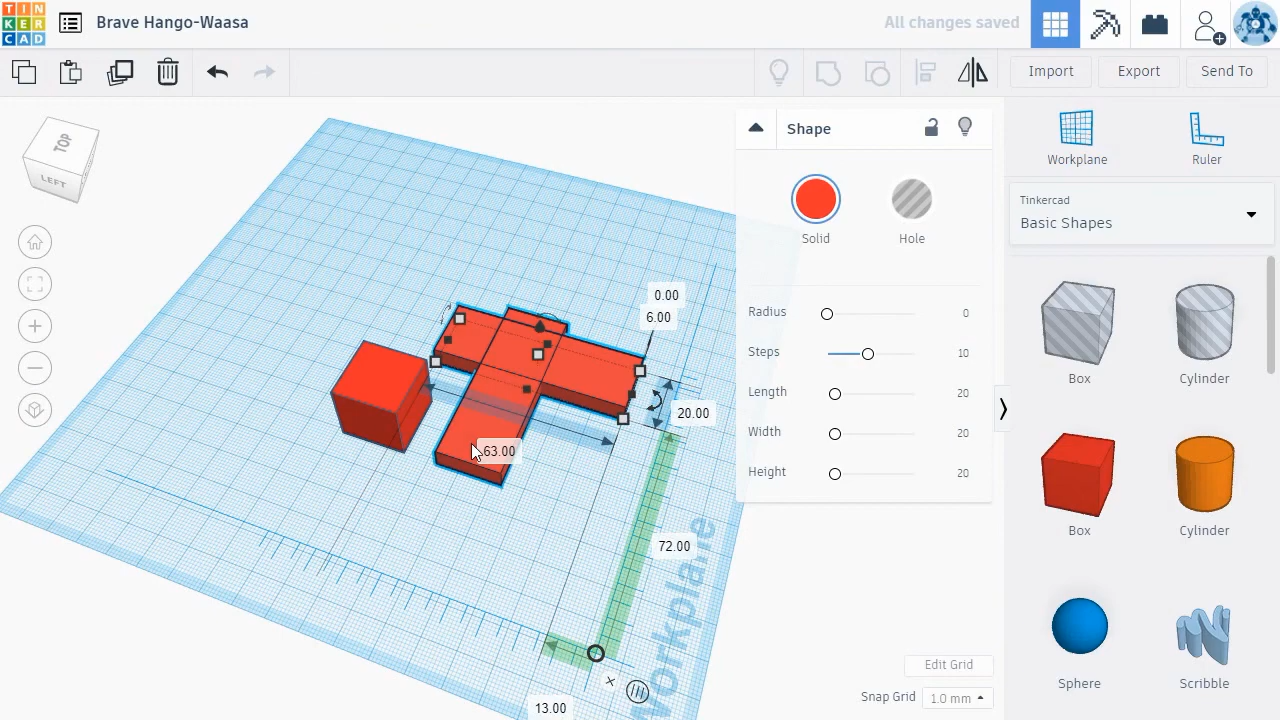 TIN
KER
CAD
Brave Hango-Waasa
All changes saved
Import
Export
Send To
TOP
LEFT
Shape
Solid
Hole
Radius 0
Steps 10
Length 20
Width 20
Height 20
Workplane
Ruler
Tinkercad
Basic Shapes
Box
Cylinder
Box
Cylinder
Sphere
Scribble
0.00
6.00
20.00
63.00
72.00
13.00
Workplane
Edit Grid
Snap Grid 1.0 mm